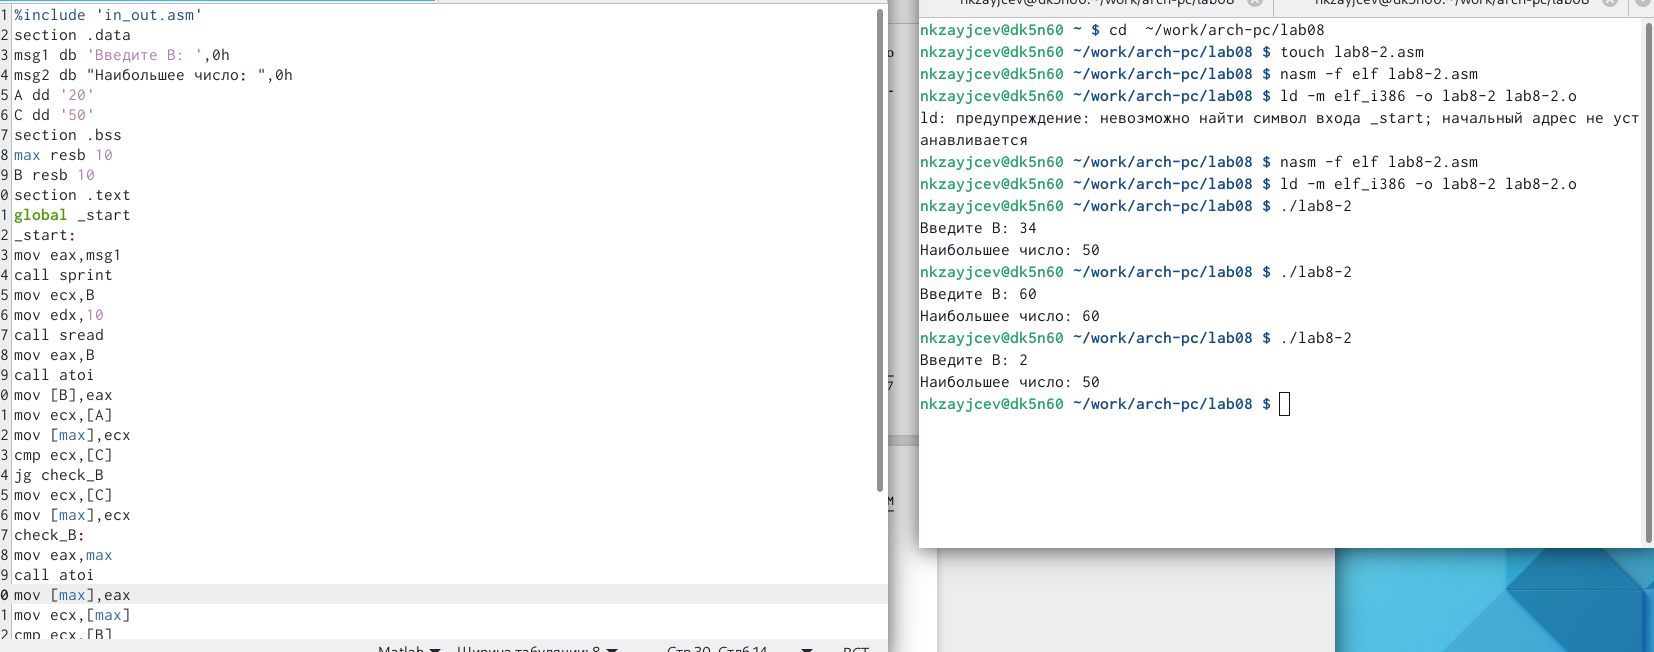 1 %include 'in_out.asm'
2 section .data
3 msg1 db 'Введите В: ',0h
4 msg2 db "Наибольшее число: ",0h
5 A dd '20'
6 C dd '50'
7 section .bss
8 max resb 10
9 B resb 10
0 section .text
1 global _start
2 _start:
3 mov eax,msg1
4 call sprint
5 mov ecx,B
6 mov edx,10
7 call sread
8 mov eax,B
9 call atoi
0 mov [B],eax
1 mov ecx,[A]
2 mov [max],ecx
3 cmp ecx,[C]
4 jg check_B
5 mov ecx,[C]
6 mov [max],ecx
7 check_B:
8 mov eax,max
9 call atoi
0 mov [max],eax
1 mov ecx,[max]
2 cmp ecx,[B]
Matlab Ширина табуляции: 8 Стр 30, Стлб 14 ВСТ
nkzayjcev@dk5n60:~/work/arch-pc/lab08 nkzayjcev@dk5n60:~/work/arch-pc/lab08
nkzayjcev@dk5n60 ~ $ cd  ~/work/arch-pc/lab08
nkzayjcev@dk5n60 ~/work/arch-pc/lab08 $ touch lab8-2.asm
nkzayjcev@dk5n60 ~/work/arch-pc/lab08 $ nasm -f elf lab8-2.asm
nkzayjcev@dk5n60 ~/work/arch-pc/lab08 $ ld -m elf_i386 -o lab8-2 lab8-2.o
ld: предупреждение: невозможно найти символ входа _start; начальный адрес не уст
анавливается
nkzayjcev@dk5n60 ~/work/arch-pc/lab08 $ nasm -f elf lab8-2.asm
nkzayjcev@dk5n60 ~/work/arch-pc/lab08 $ ld -m elf_i386 -o lab8-2 lab8-2.o
nkzayjcev@dk5n60 ~/work/arch-pc/lab08 $ ./lab8-2
Введите В: 34
Наибольшее число: 50
nkzayjcev@dk5n60 ~/work/arch-pc/lab08 $ ./lab8-2
Введите В: 60
Наибольшее число: 60
nkzayjcev@dk5n60 ~/work/arch-pc/lab08 $ ./lab8-2
Введите В: 2
Наибольшее число: 50
nkzayjcev@dk5n60 ~/work/arch-pc/lab08 $